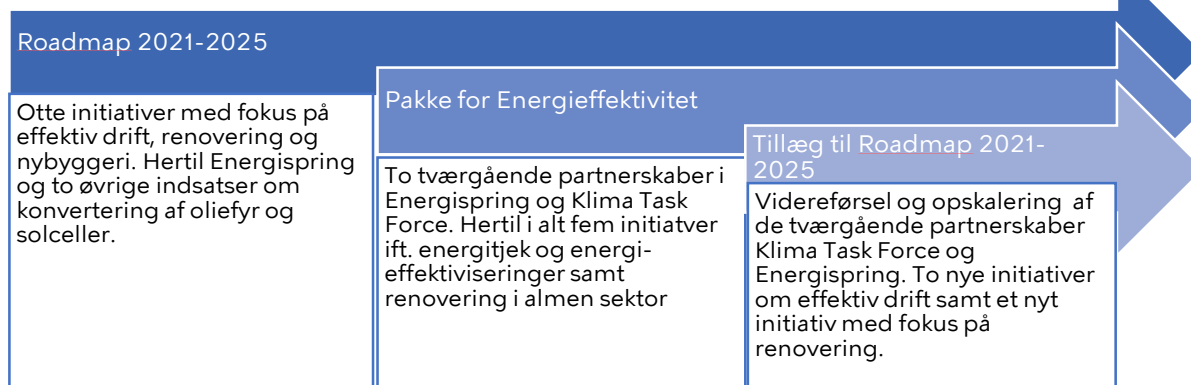 Roadmap 2021-2025
Otte initiativer med fokus på
effektiv drift, renovering og
nybyggeri. Hertil Energispring
og to øvrige indsatser om
konvertering af oliefyr og
solceller.
Pakke for Energieffektivitet
To tværgående partnerskaber i
Energispring og Klima Task
Force. Hertil i alt fem initiatver
ift. energitjek og energi-
effektiviseringer samt
renovering i almen sektor
Tillæg til Roadmap 2021-
2025
Videreførsel og opskalering af
de tværgående partnerskaber
Klima Task Force og
Energispring. To nye initiativer
om effektiv drift samt et nyt
initiativ med fokus på
renovering.